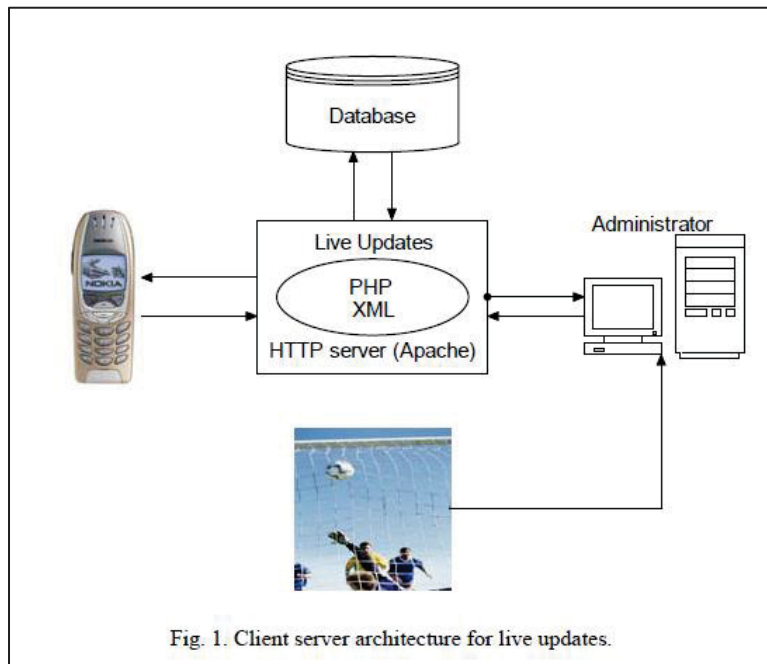 Database
Live Updates
PHP
XML
HTTP server (Apache)
Administrator
NOKIA
Fig. 1. Client server architecture for live updates.